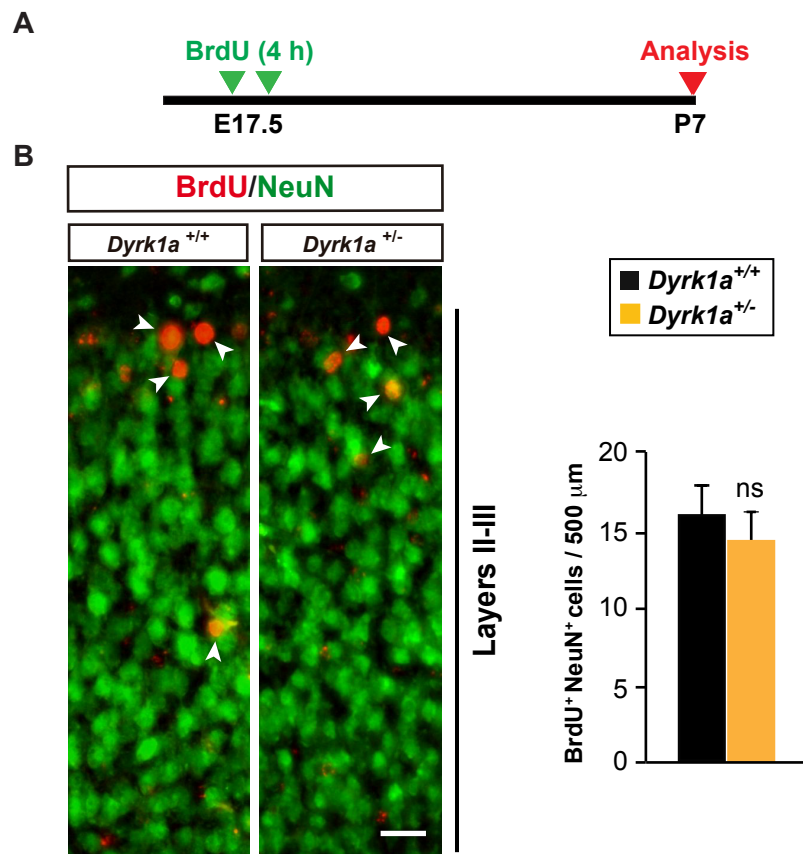 A
BrdU (4 h)
Analysis
E17.5
P7
B
BrdU/NeuN
Dyrk1a +/+
Dyrk1a +/-
Layers II-III
Dyrk1a+/+
Dyrk1a+/-
BrdU+ NeuN+ cells / 500 µm
20
15
10
5
0
ns